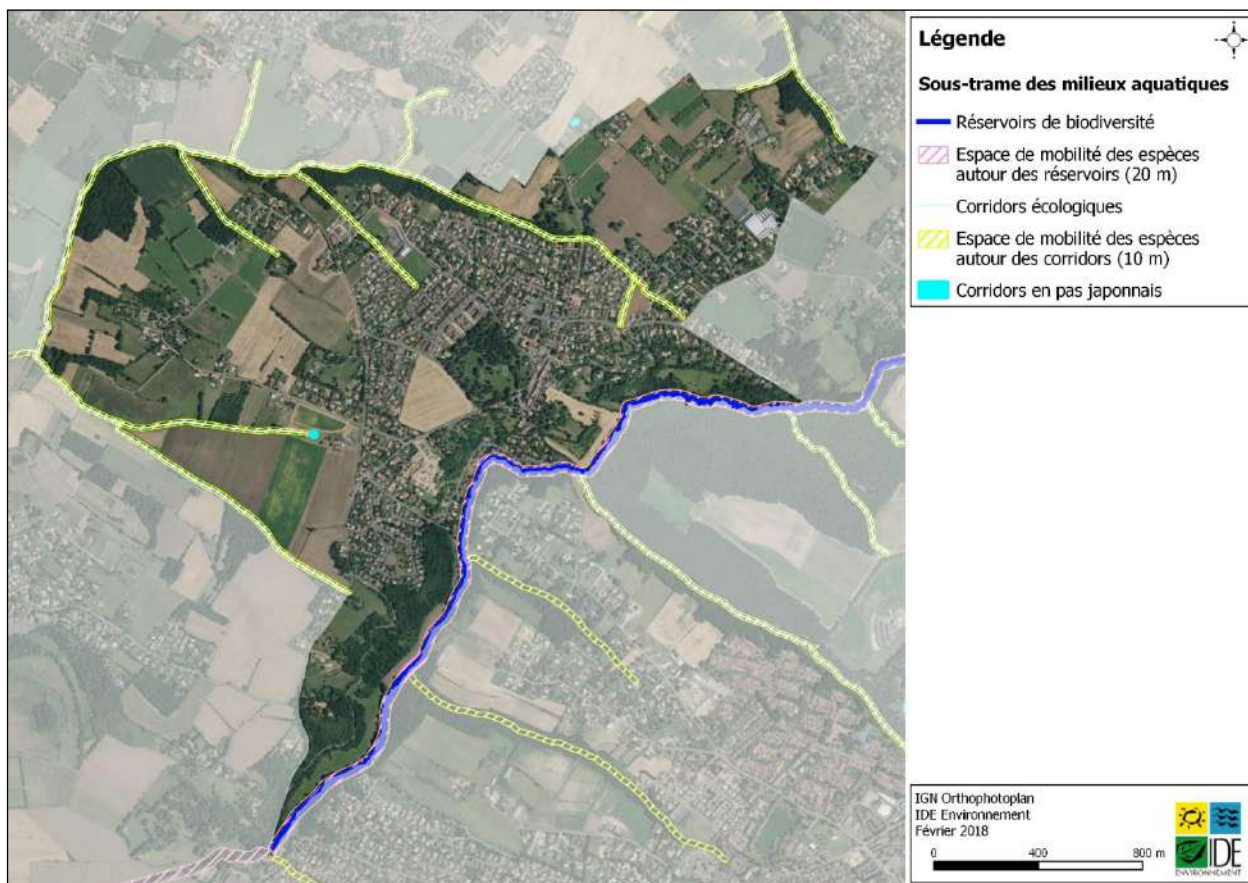 Légende
Sous-trame des milieux aquatiques
Réservoirs de biodiversité
Espace de mobilité des espèces
autour des réservoirs (20 m)
Corridors écologiques
Espace de mobilité des espèces
autour des corridors (10 m)
Corridors en pas japonnais
IGN Orthophotoplan
IDE Environnement
Février 2018
0 400 800 m
IDE
ENVIRONNEMENT